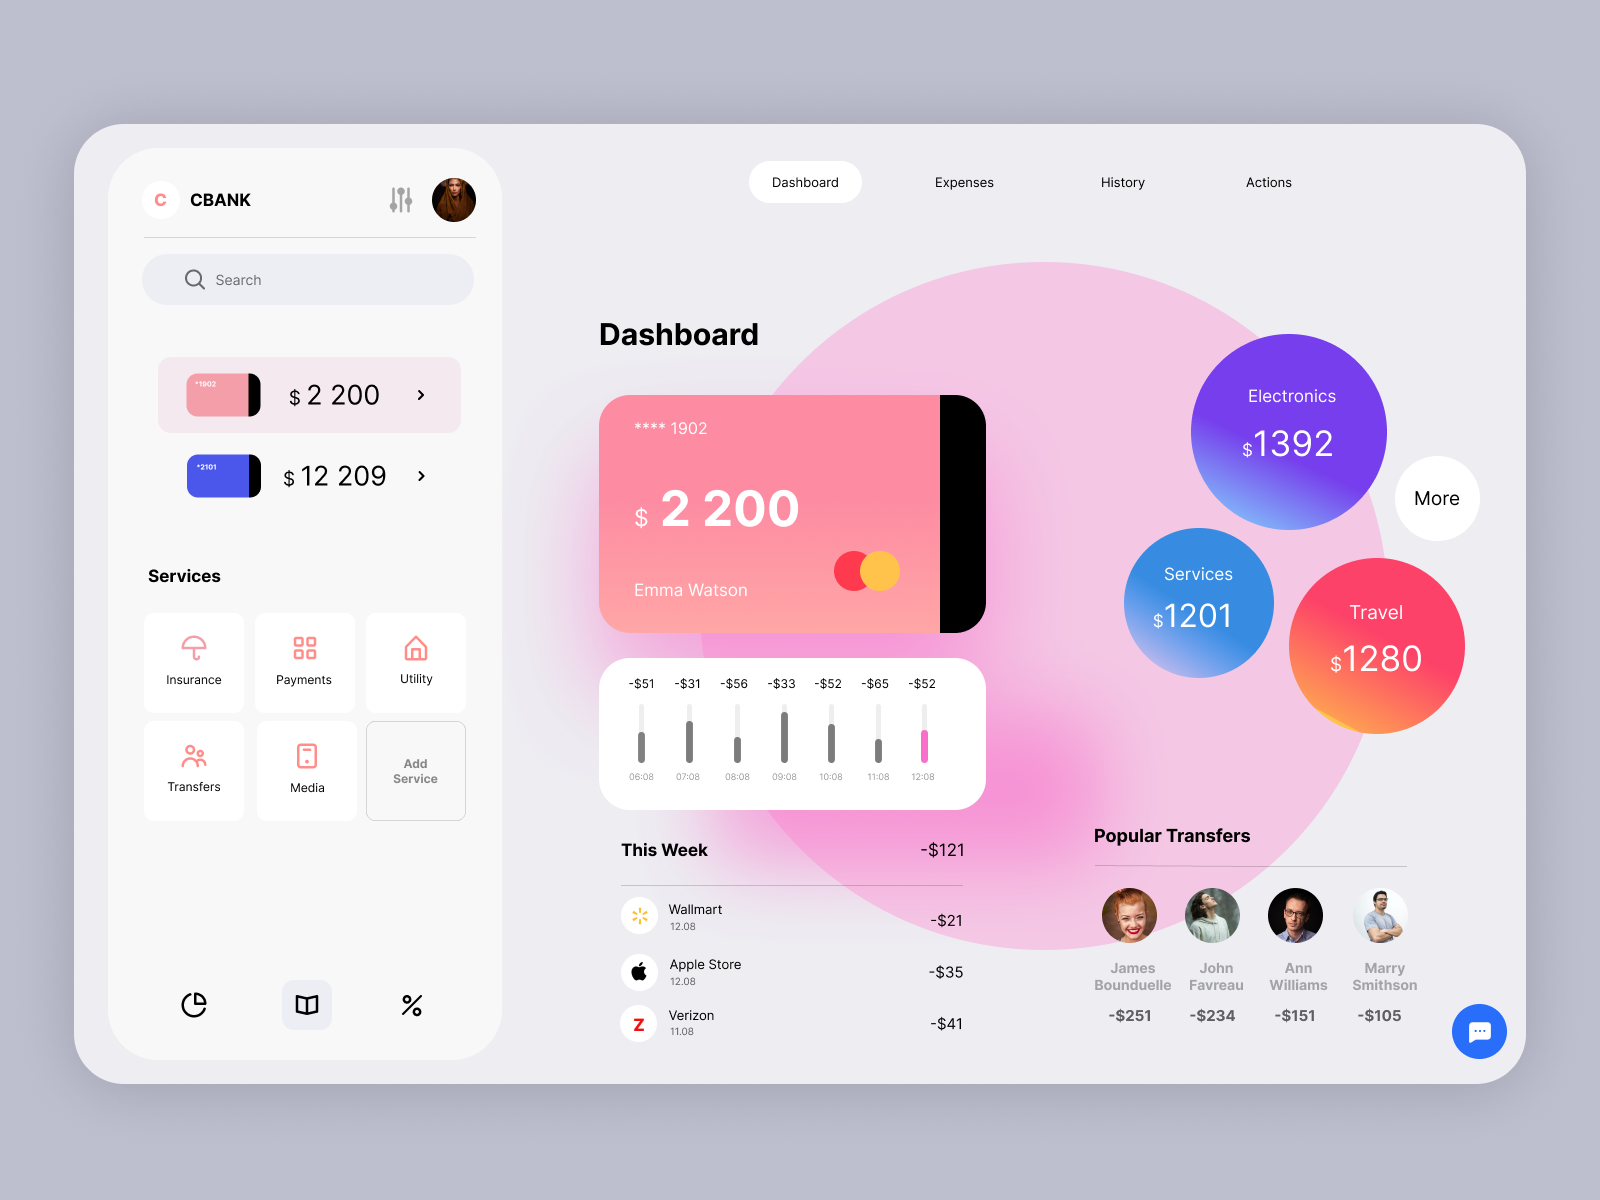 C CBANK
Search
*1902
$ 2 200
*2101
$ 12 209
Services
Insurance
Payments
Utility
Transfers
Media
Add
Service
Dashboard
Expenses
History
Actions
Dashboard
**** 1902
$ 2 200
Emma Watson
-$51 -$31 -$56 -$33 -$52 -$65 -$52
06:08 07:08 08:08 09:08 10:08 11:08 12:08
This Week -$121
Wallmart
12.08
-$21
Apple Store
12.08
-$35
Z
Verizon
11.08
-$41
Electronics
$1392
More
Services
$1201
Travel
$1280
Popular Transfers
James
Bounduelle
-$251
John
Favreau
-$234
Ann
Williams
-$151
Marry
Smithson
-$105